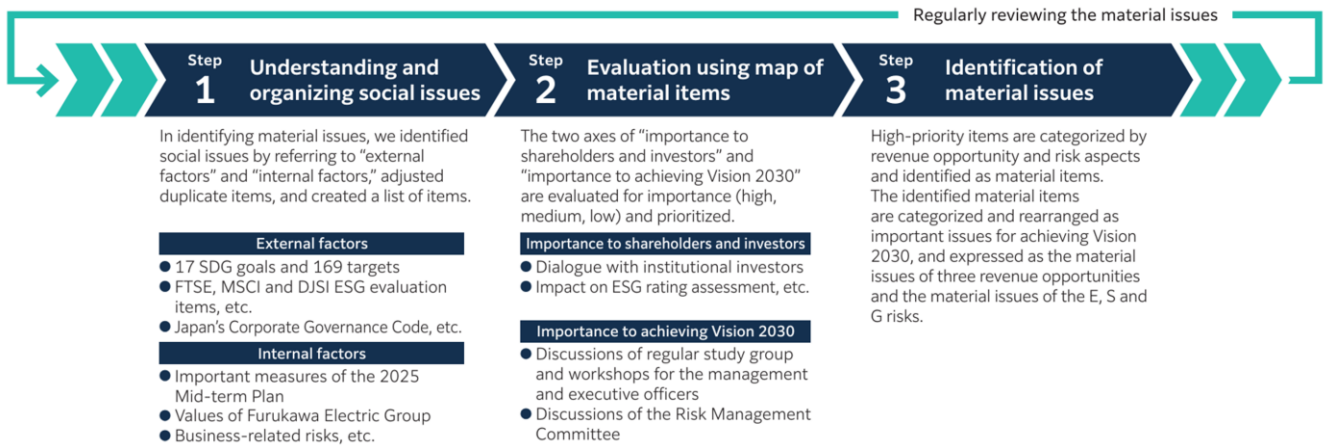 Regularly reviewing the material issues
Step
1
Understanding and
organizing social issues
In identifying material issues, we identified
social issues by referring to “external
factors” and “internal factors,” adjusted
duplicate items, and created a list of items.
External factors
● 17 SDG goals and 169 targets
● FTSE, MSCI and DJSI ESG evaluation
items, etc.
● Japan’s Corporate Governance Code, etc.
Internal factors
● Important measures of the 2025
Mid-term Plan
● Values of Furukawa Electric Group
● Business-related risks, etc.
Step
2
Evaluation using map of
material items
The two axes of “importance to
shareholders and investors” and
“importance to achieving Vision 2030”
are evaluated for importance (high,
medium, low) and prioritized.
Importance to shareholders and investors
● Dialogue with institutional investors
● Impact on ESG rating assessment, etc.
Importance to achieving Vision 2030
● Discussions of regular study group
and workshops for the management
and executive officers
● Discussions of the Risk Management
Committee
Step
3
Identification of
material issues
High-priority items are categorized by
revenue opportunity and risk aspects
and identified as material items.
The identified material items
are categorized and rearranged as
important issues for achieving Vision
2030, and expressed as the material
issues of three revenue opportunities
and the material issues of the E, S and
G risks.